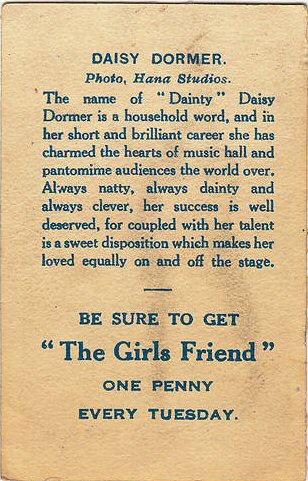 DAISY DORMER.
Photo, Hana Studios.
The name of "Dainty" Daisy
Dormer is a household word, and in
her short and brilliant career she has
charmed the hearts of music hall and
pantomime audiences the world over.
Always natty, always dainty and
always clever, her success is well
deserved, for coupled with her talent
is a sweet disposition which makes her
loved equally on and off the stage.
BE SURE TO GET
"The Girls Friend"
ONE PENNY
EVERY TUESDAY.